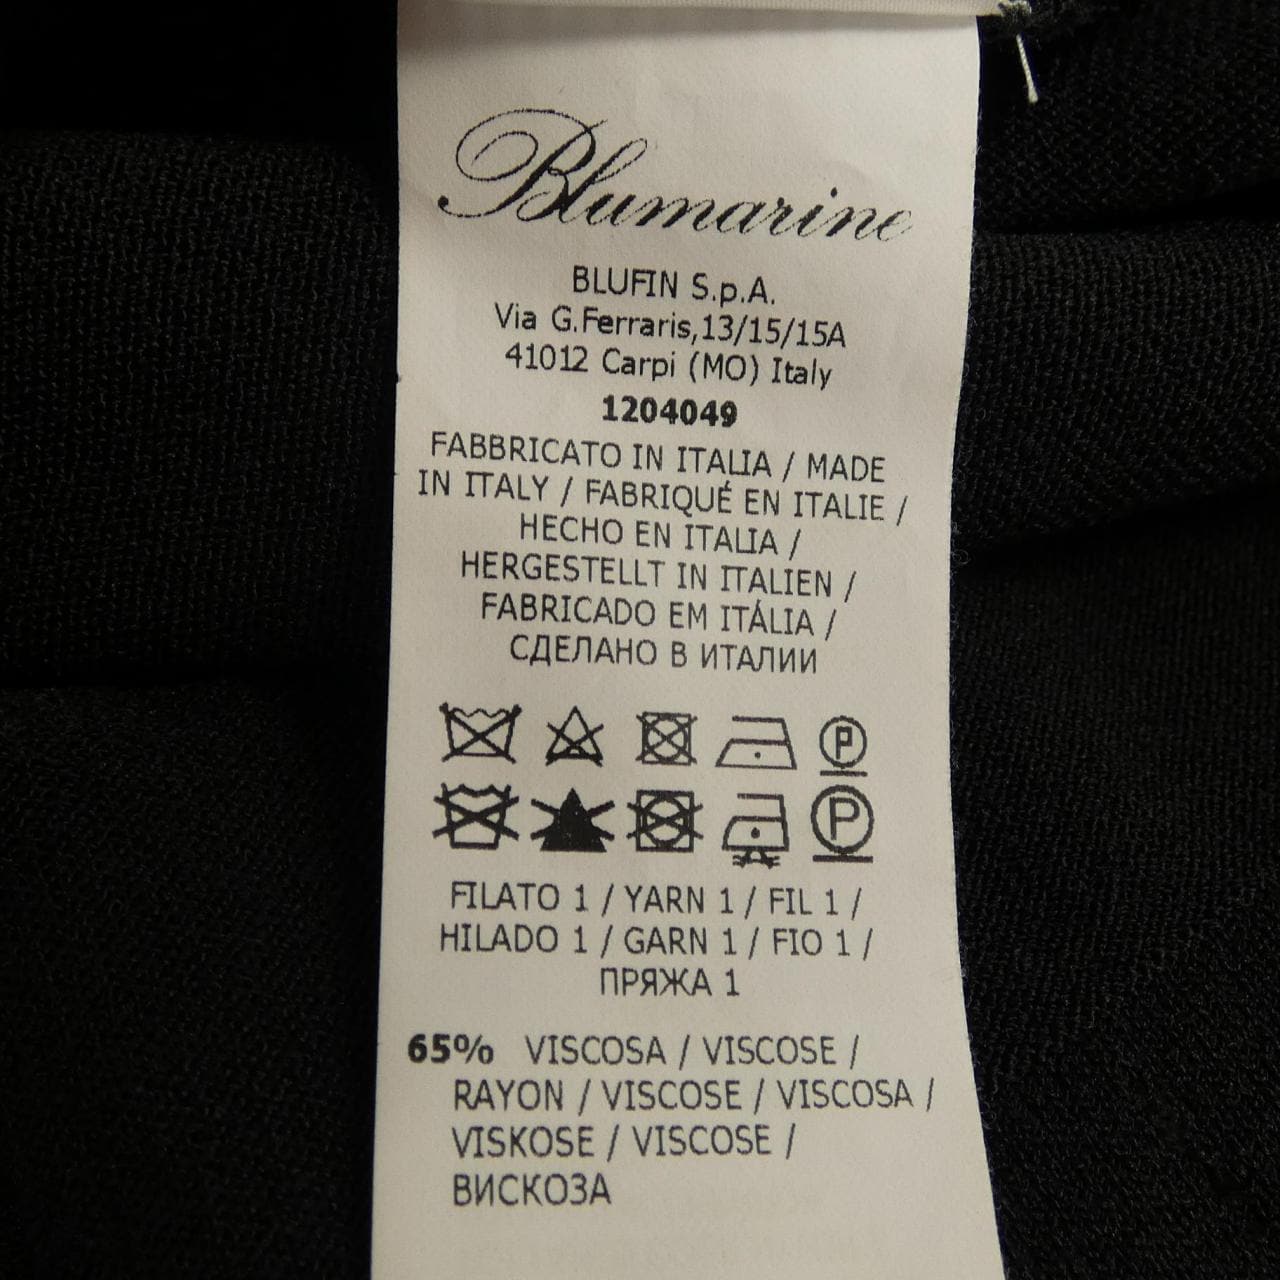 Blumarine
BLUFIN S.p.A.
Via G.Ferraris,13/15/15A
41012 Carpi (MO) Italy
1204049
FABBRICATO IN ITALIA / MADE
IN ITALY / FABRIQUÉ EN ITALIE /
HECHO EN ITALIA /
HERGESTELLT IN ITALIEN /
FABRICADO EM ITÁLIA /
СДЕЛАНО В ИТАЛИИ
P
P
FILATO 1 / YARN 1 / FIL 1 /
HILADO 1 / GARN 1 / FIO 1 /
ПРЯЖА 1
65% VISCOSA / VISCOSE /
RAYON / VISCOSE / VISCOSA /
VISKOSE / VISCOSE /
ВИСКОЗА